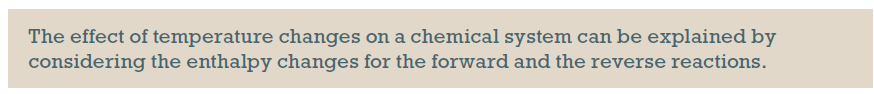 The effect of temperature changes on a chemical system can be explained by
considering the enthalpy changes for the forward and the reverse reactions.